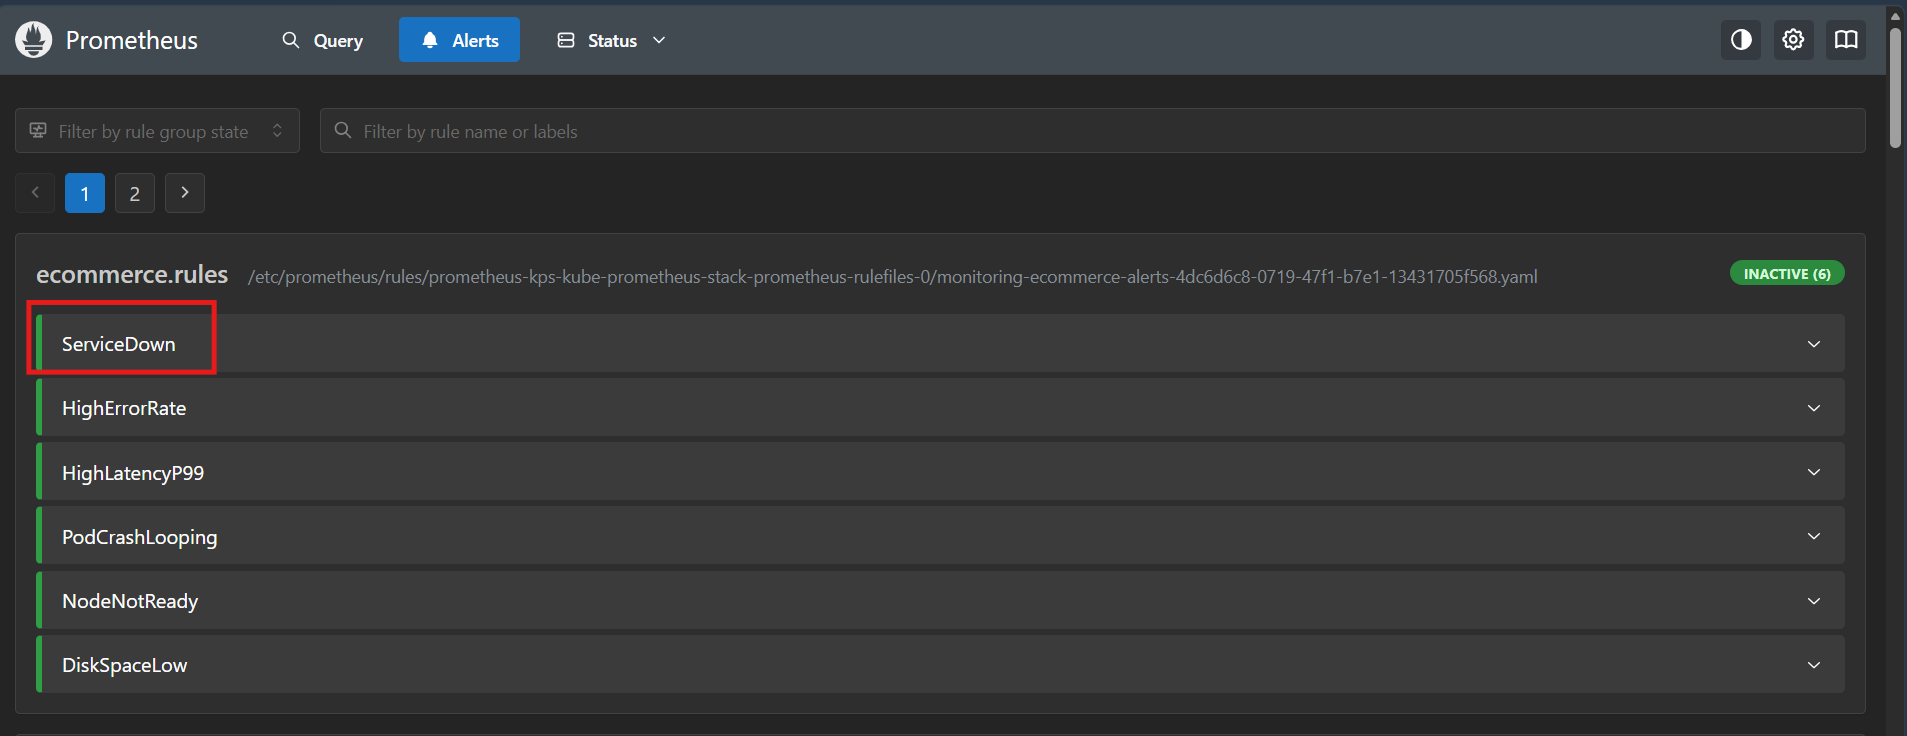 Prometheus Query Alerts Status
Filter by rule group state Filter by rule name or labels
1 2
ecommerce.rules /etc/prometheus/rules/prometheus-kps-kube-prometheus-stack-prometheus-rulefiles-0/monitoring-ecommerce-alerts-4dc6d6c8-0719-47f1-b7e1-13431705f568.yaml INACTIVE (6)
ServiceDown
HighErrorRate
HighLatencyP99
PodCrashLooping
NodeNotReady
DiskSpaceLow